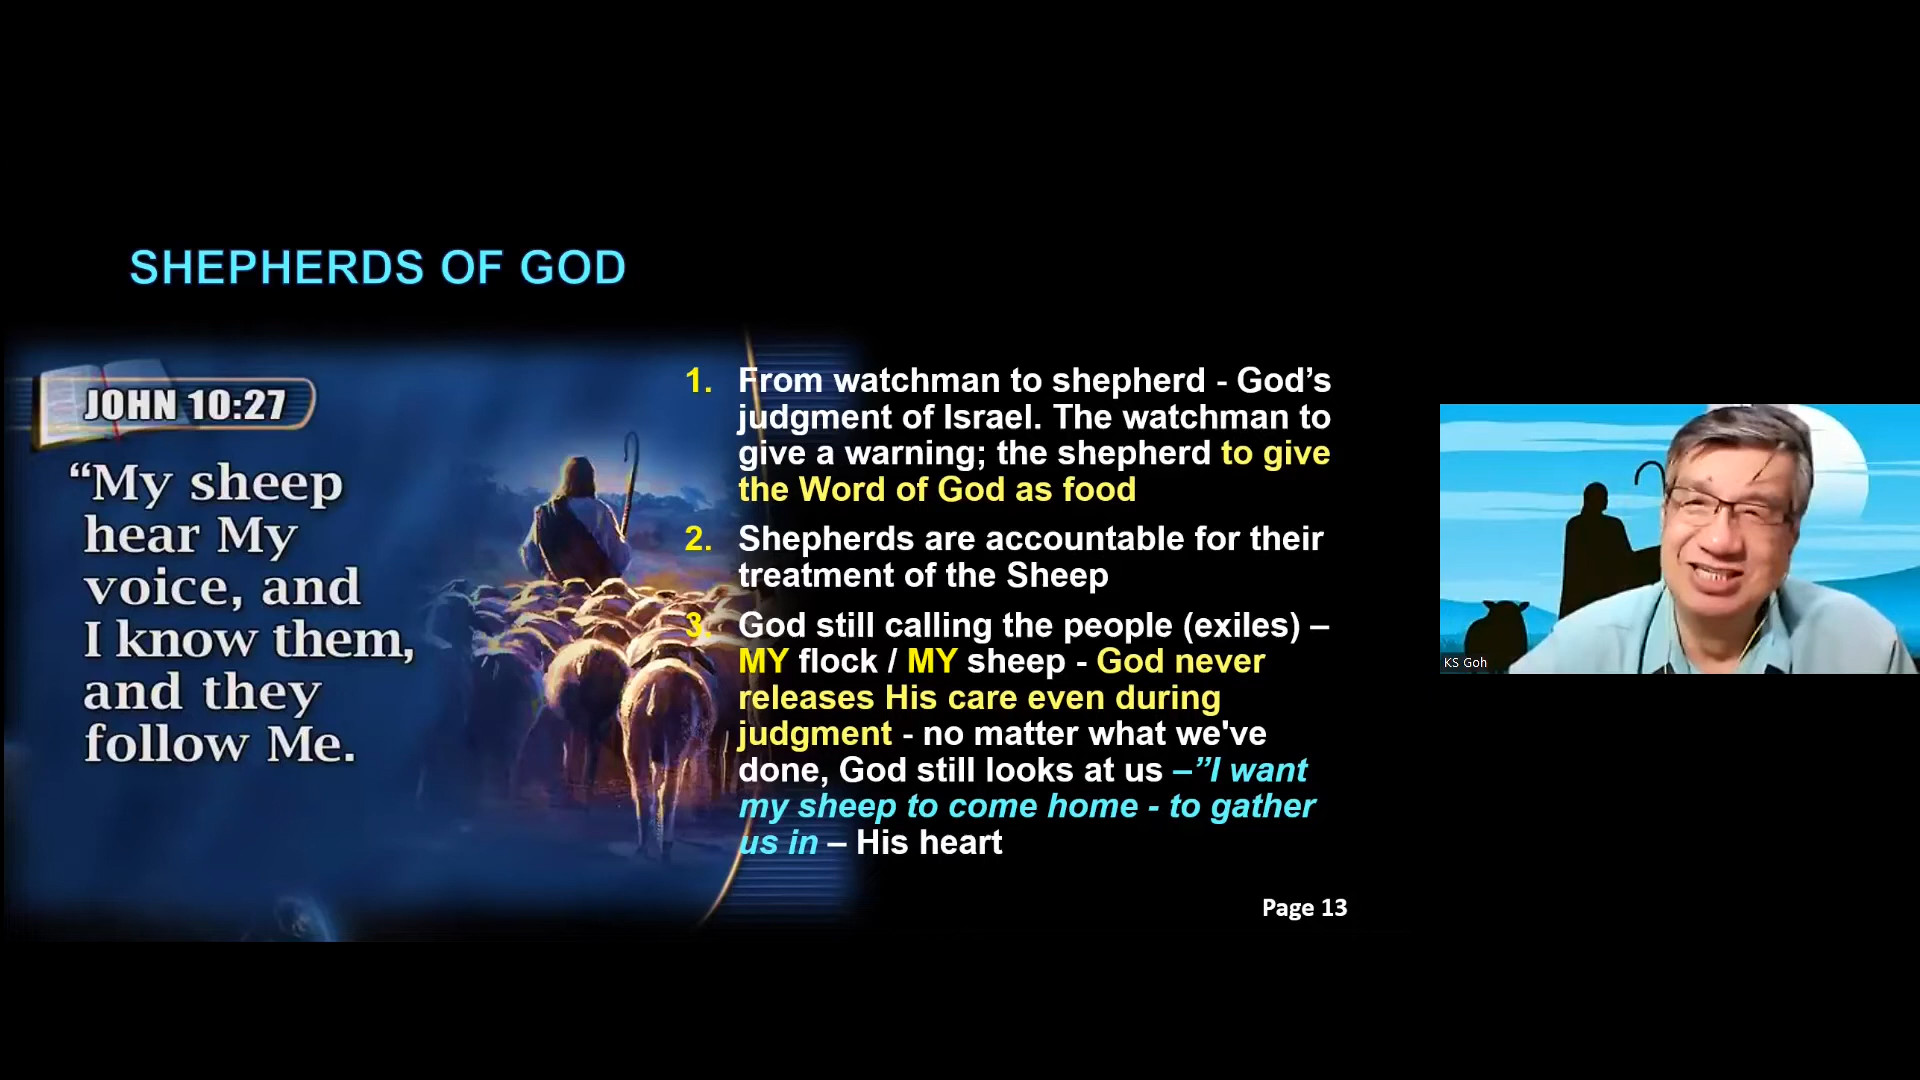 SHEPHERDS OF GOD
JOHN 10:27
“My sheep
hear My
voice, and
I know them,
and they
follow Me.
1. From watchman to shepherd - God’s
judgment of Israel. The watchman to
give a warning; the shepherd to give
the Word of God as food
2. Shepherds are accountable for their
treatment of the Sheep
3. God still calling the people (exiles) –
MY flock / MY sheep - God never
releases His care even during
judgment - no matter what we've
done, God still looks at us –”I want
my sheep to come home - to gather
us in – His heart
Page 13
KS Goh